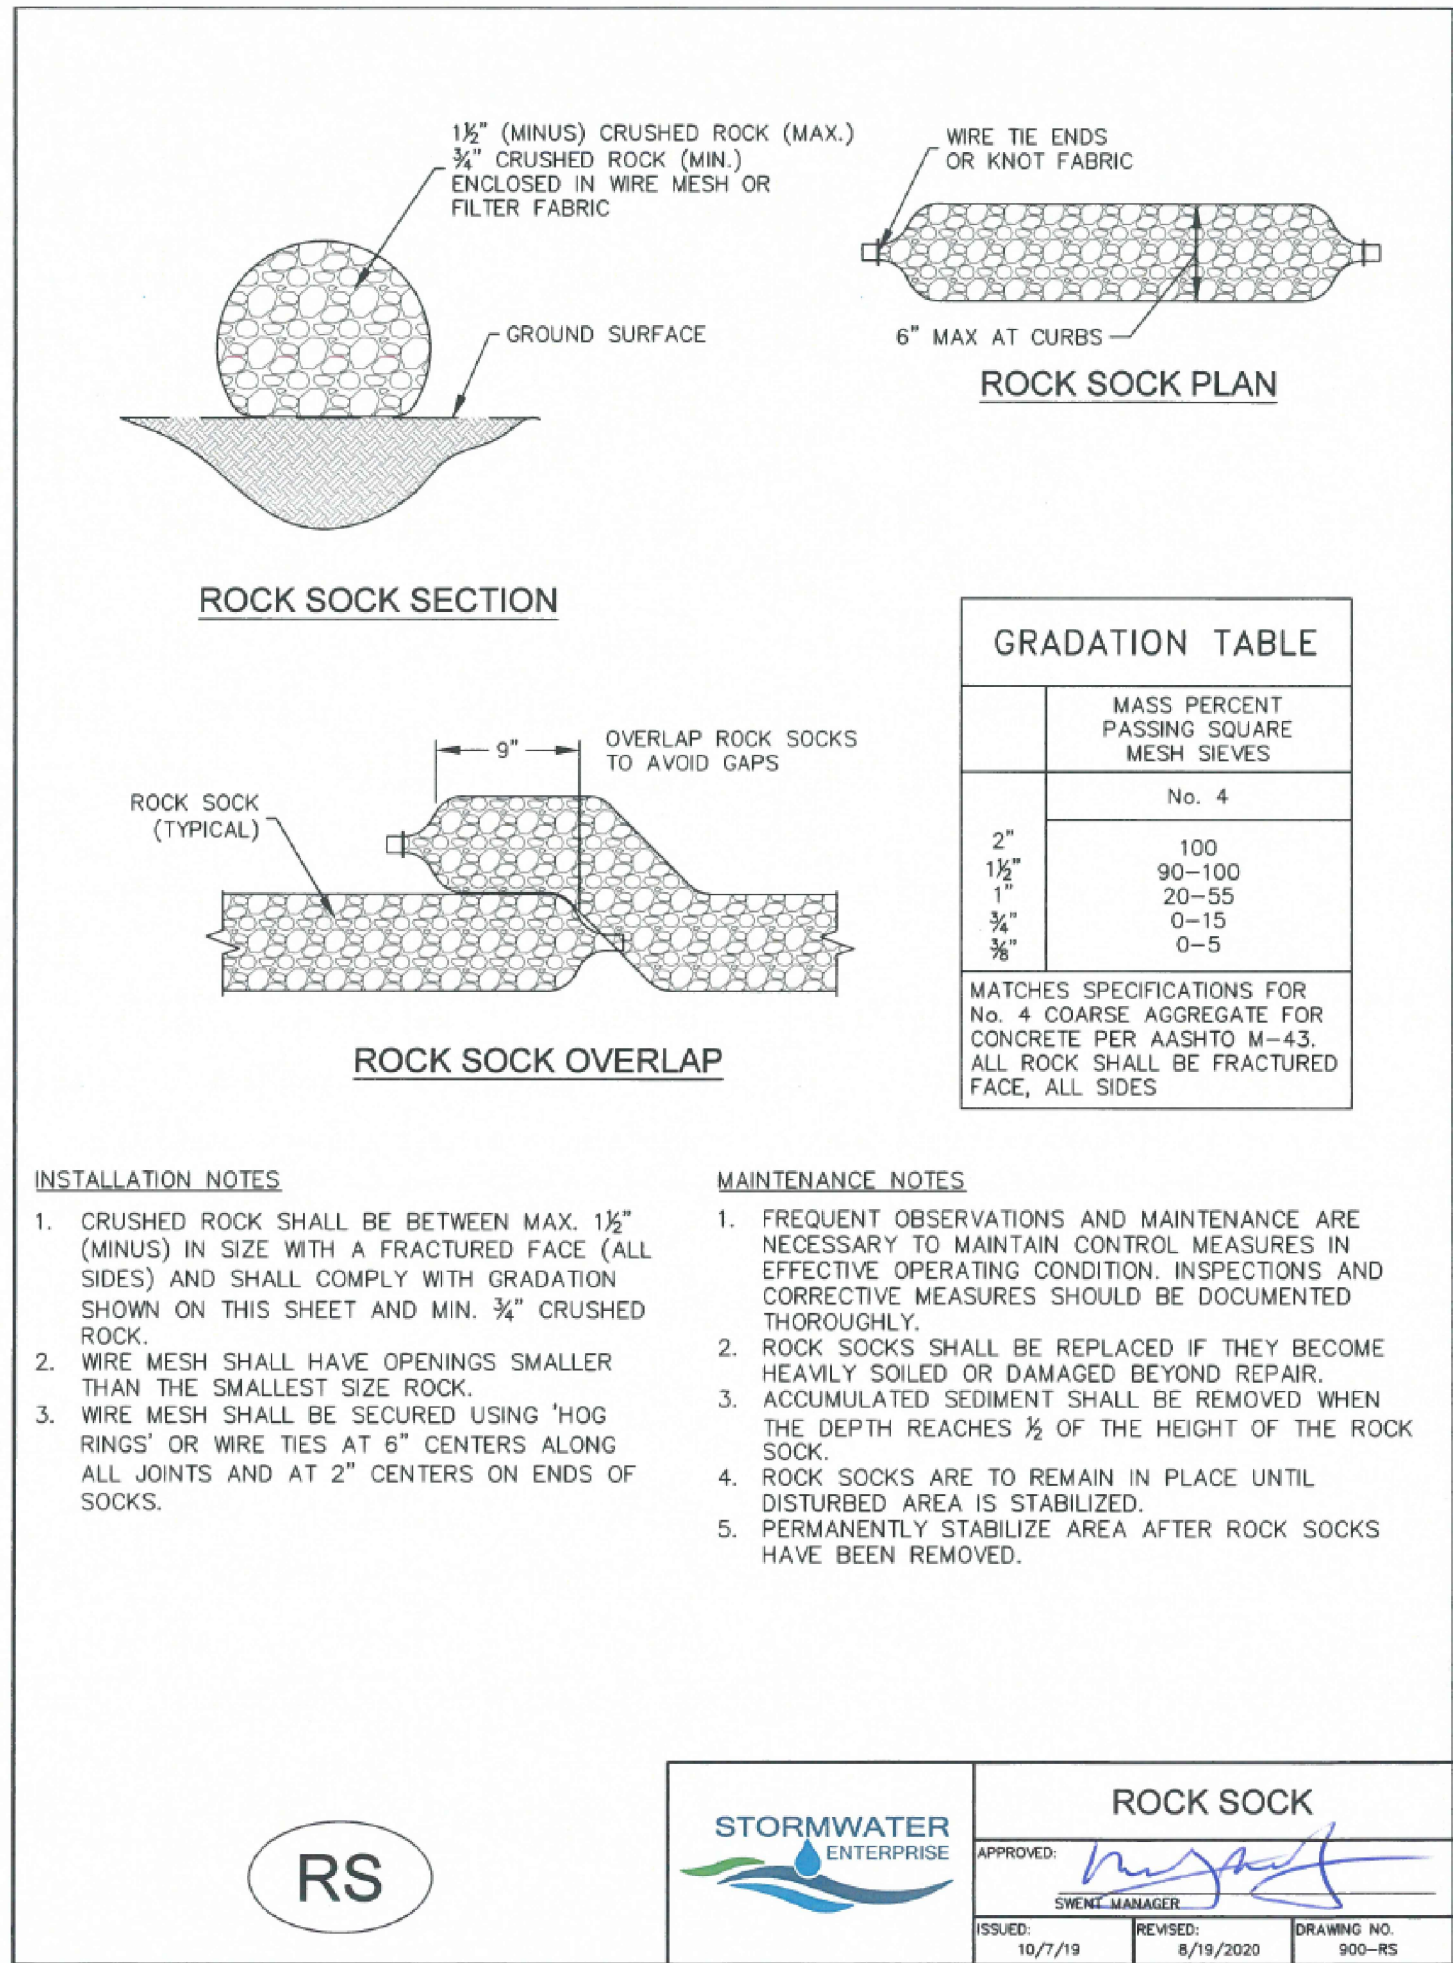 1½" (MINUS) CRUSHED ROCK (MAX.)
¾" CRUSHED ROCK (MIN.)
ENCLOSED IN WIRE MESH OR
FILTER FABRIC
GROUND SURFACE
ROCK SOCK SECTION
WIRE TIE ENDS
OR KNOT FABRIC
6" MAX AT CURBS
ROCK SOCK PLAN
9"
OVERLAP ROCK SOCKS
TO AVOID GAPS
ROCK SOCK
(TYPICAL)
ROCK SOCK OVERLAP
GRADATION TABLE
MASS PERCENT
PASSING SQUARE
MESH SIEVES
No. 4
2" 100
1½" 90-100
1" 20-55
¾" 0-15
⅜" 0-5
MATCHES SPECIFICATIONS FOR
No. 4 COARSE AGGREGATE FOR
CONCRETE PER AASHTO M-43.
ALL ROCK SHALL BE FRACTURED
FACE, ALL SIDES
INSTALLATION NOTES
1. CRUSHED ROCK SHALL BE BETWEEN MAX. 1½"
(MINUS) IN SIZE WITH A FRACTURED FACE (ALL
SIDES) AND SHALL COMPLY WITH GRADATION
SHOWN ON THIS SHEET AND MIN. ¾" CRUSHED
ROCK.
2. WIRE MESH SHALL HAVE OPENINGS SMALLER
THAN THE SMALLEST SIZE ROCK.
3. WIRE MESH SHALL BE SECURED USING 'HOG
RINGS' OR WIRE TIES AT 6" CENTERS ALONG
ALL JOINTS AND AT 2" CENTERS ON ENDS OF
SOCKS.
MAINTENANCE NOTES
1. FREQUENT OBSERVATIONS AND MAINTENANCE ARE
NECESSARY TO MAINTAIN CONTROL MEASURES IN
EFFECTIVE OPERATING CONDITION. INSPECTIONS AND
CORRECTIVE MEASURES SHOULD BE DOCUMENTED
THOROUGHLY.
2. ROCK SOCKS SHALL BE REPLACED IF THEY BECOME
HEAVILY SOILED OR DAMAGED BEYOND REPAIR.
3. ACCUMULATED SEDIMENT SHALL BE REMOVED WHEN
THE DEPTH REACHES ½ OF THE HEIGHT OF THE ROCK
SOCK.
4. ROCK SOCKS ARE TO REMAIN IN PLACE UNTIL
DISTURBED AREA IS STABILIZED.
5. PERMANENTLY STABILIZE AREA AFTER ROCK SOCKS
HAVE BEEN REMOVED.
RS
STORMWATER
ENTERPRISE
ROCK SOCK
APPROVED:
SWENT MANAGER
ISSUED: REVISED: DRAWING NO.
10/7/19 8/19/2020 900-RS